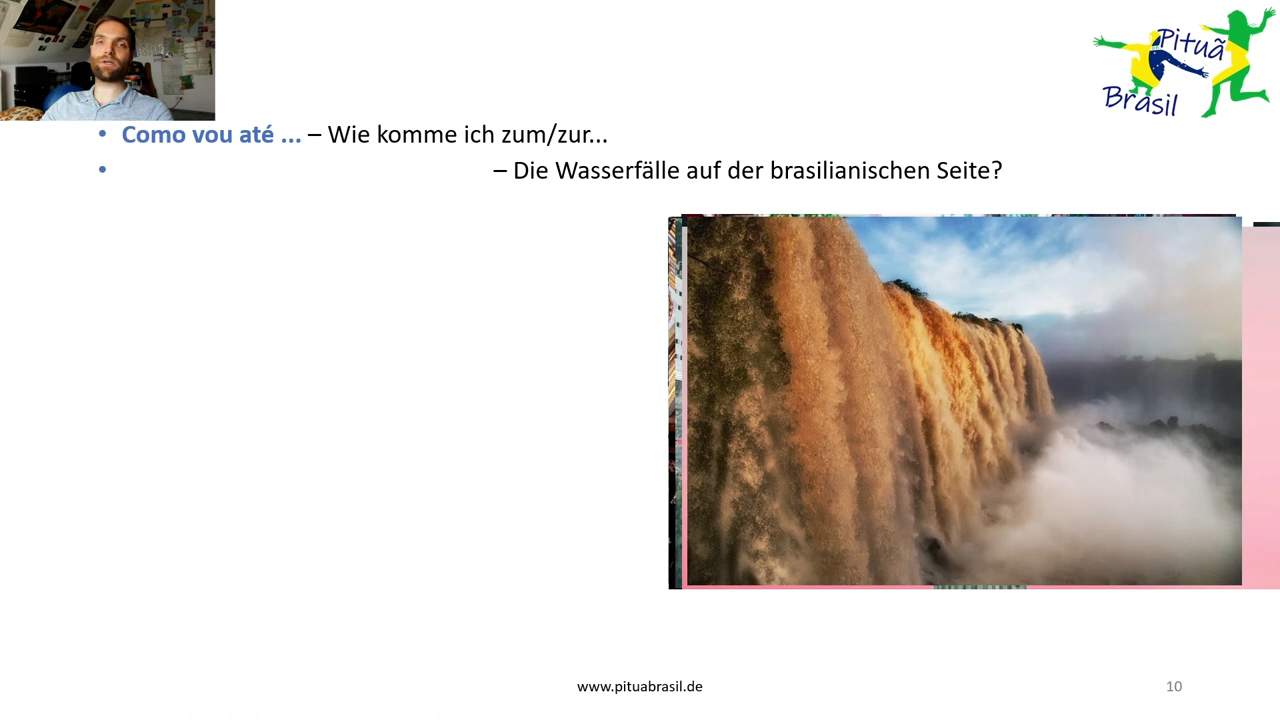 Pituã
Brasil
• Como vou até ... – Wie komme ich zum/zur...
• – Die Wasserfälle auf der brasilianischen Seite?
www.pituabrasil.de
10